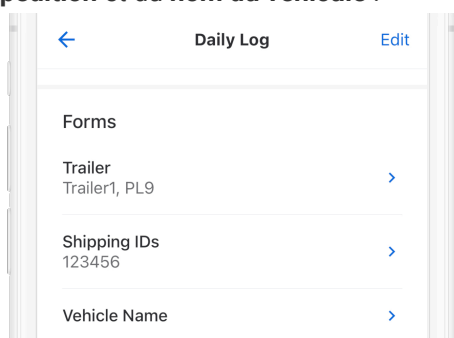 position et du nom du véhicule :
Daily Log
Edit
Forms
Trailer
Trailer1, PL9
Shipping IDs
123456
Vehicle Name